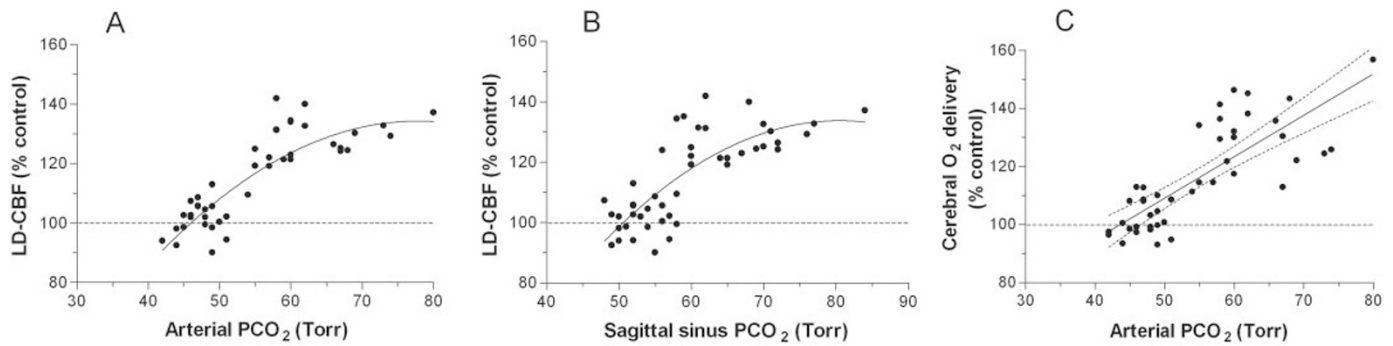 A
LD-CBF (% control)
160
140
120
100
80
30 40 50 60 70 80
Arterial PCO2 (Torr)
B
LD-CBF (% control)
160
140
120
100
80
40 50 60 70 80 90
Sagittal sinus PCO2 (Torr)
C
Cerebral O2 delivery
(% control)
160
140
120
100
80
30 40 50 60 70 80
Arterial PCO2 (Torr)